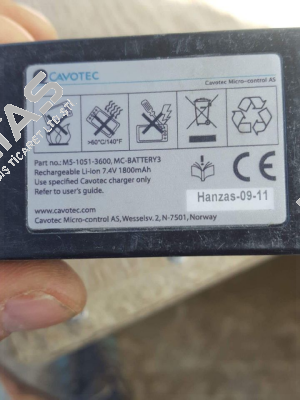 CAVOTEC
Cavotec Micro-control AS
>60°C/140°F
Part no.: M5-1051-3600, MC-BATTERY3
Rechargeable Li-Ion 7.4V 1800mAh
Use specified Cavotec charger only
Refer to user's guide.
www.cavotec.com
Cavotec Micro-control AS, Wesselsv. 2, N-7501, Norway
CE
Hanzas-09-11